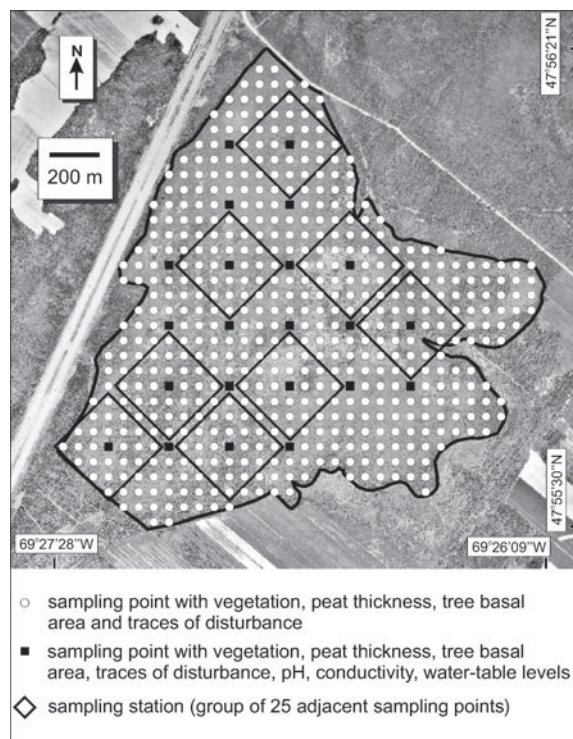 N
200 m
47°56'21"N
47°55'30"N
69°27'28"W
69°26'09"W
sampling point with vegetation, peat thickness, tree basal
area and traces of disturbance
sampling point with vegetation, peat thickness, tree basal
area, traces of disturbance, pH, conductivity, water-table levels
sampling station (group of 25 adjacent sampling points)